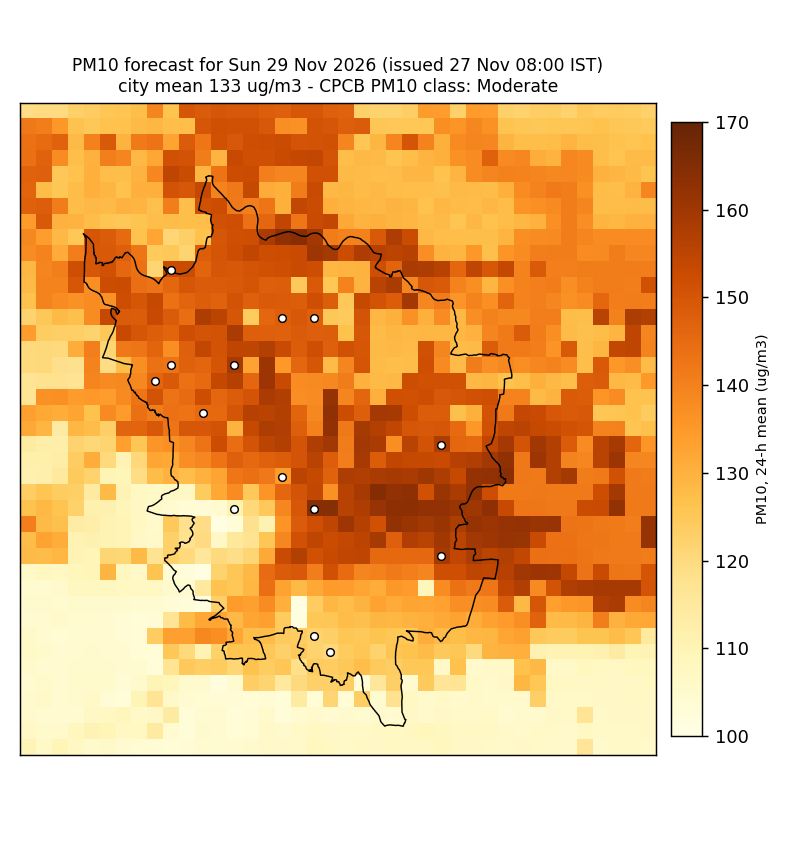 PM10 forecast for Sun 29 Nov 2026 (issued 27 Nov 08:00 IST)
city mean 133 ug/m3 - CPCB PM10 class: Moderate
170
160
150
140
130
120
110
100
PM10, 24-h mean (ug/m3)